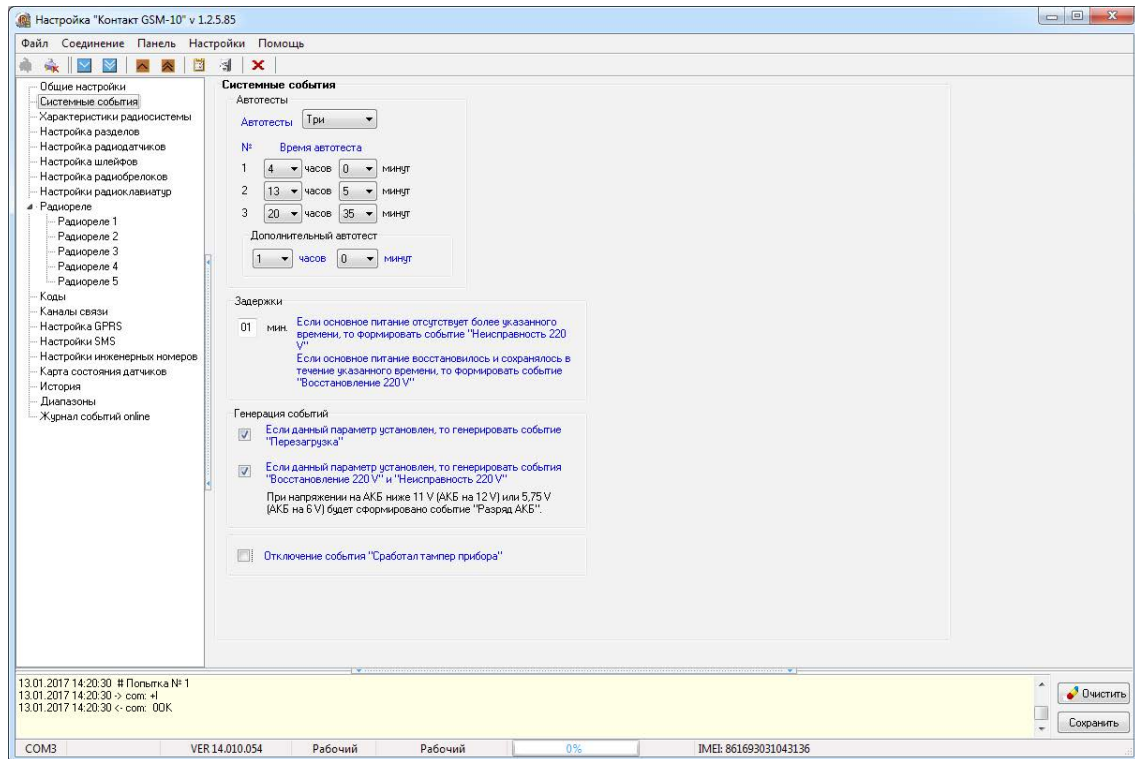 Настройка "Контакт GSM-10" v 1.2.5.85
Файл Соединение Панель Настройки Помощь
Общие настройки
Системные события
Характеристики радиосистемы
Настройка разделов
Настройка радиодатчиков
Настройка шлейфов
Настройка радиобрелоков
Настройки радиоклавиатур
Радиореле
Радиореле 1
Радиореле 2
Радиореле 3
Радиореле 4
Радиореле 5
Коды
Каналы связи
Настройка GPRS
Настройки SMS
Настройки инженерных номеров
Карта состояния датчиков
История
Диапазоны
Журнал событий online
Системные события
Автотесты
Автотесты Три
№ Время автотеста
1 4 часов 0 минут
2 13 часов 5 минут
3 20 часов 35 минут
Дополнительный автотест
1 часов 0 минут
Задержки
01 мин. Если основное питание отсутствует более указанного
времени, то формировать событие "Неисправность 220
V"
Если основное питание восстановилось и сохранялось в
течение указанного времени, то формировать событие
"Восстановление 220 V"
Генерация событий
Если данный параметр установлен, то генерировать событие
"Перезагрузка"
Если данный параметр установлен, то генерировать события
"Восстановление 220 V" и "Неисправность 220 V"
При напряжении на АКБ ниже 11 V (АКБ на 12 V) или 5,75 V
(АКБ на 6 V) будет сформировано событие "Разряд АКБ".
Отключение события "Сработал тампер прибора"
13.01.2017 14:20:30 # Попытка № 1
13.01.2017 14:20:30 -> com: +I
13.01.2017 14:20:30 <- com: 0OK
Очистить
Сохранить
COM3 VER 14.010.054 Рабочий Рабочий 0% IMEI: 861693031043136